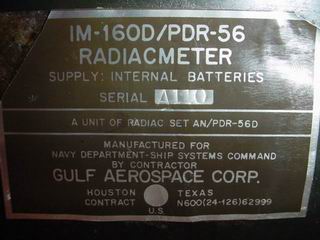 IM-160D/PDR-56
RADIACMETER
SUPPLY: INTERNAL BATTERIES
SERIAL A110
A UNIT OF RADIAC SET AN/PDR-56D
MANUFACTURED FOR
NAVY DEPARTMENT-SHIP SYSTEMS COMMAND
BY CONTRACTOR
GULF AEROSPACE CORP.
HOUSTON TEXAS
CONTRACT N600(24-126)62999
U.S.